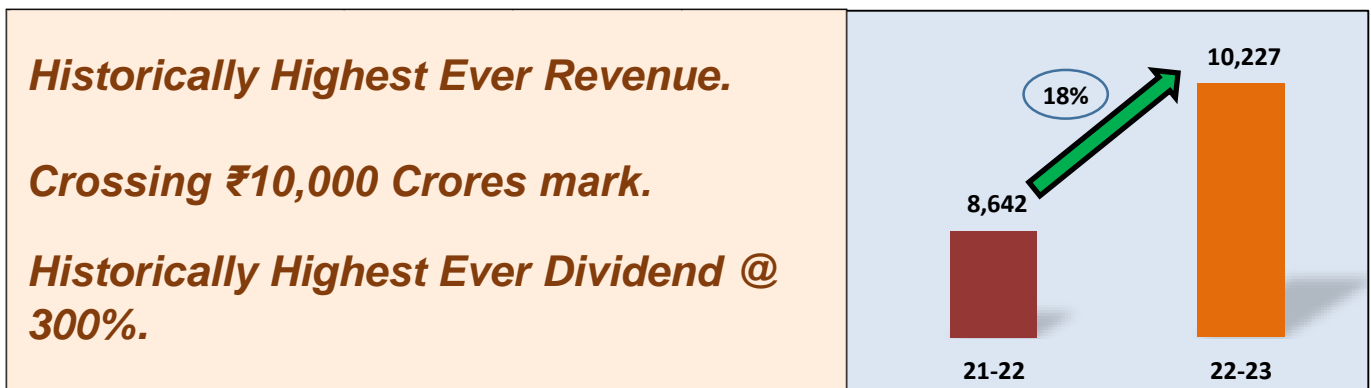 Historically Highest Ever Revenue.
Crossing ₹10,000 Crores mark.
Historically Highest Ever Dividend @
300%.
10,227
18%
8,642
21-22
22-23